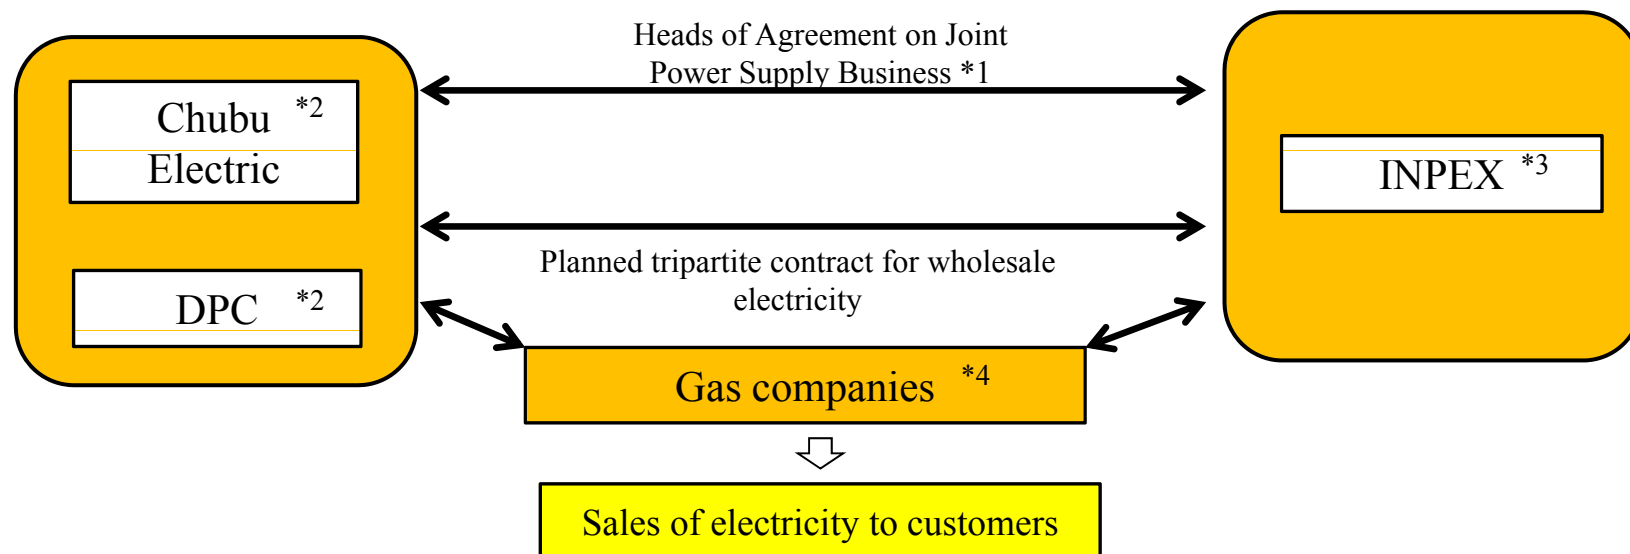 Heads of Agreement on Joint
Power Supply Business *1
Chubu *2
Electric
INPEX *3
Planned tripartite contract for wholesale
electricity
DPC *2
Gas companies *4
Sales of electricity to customers